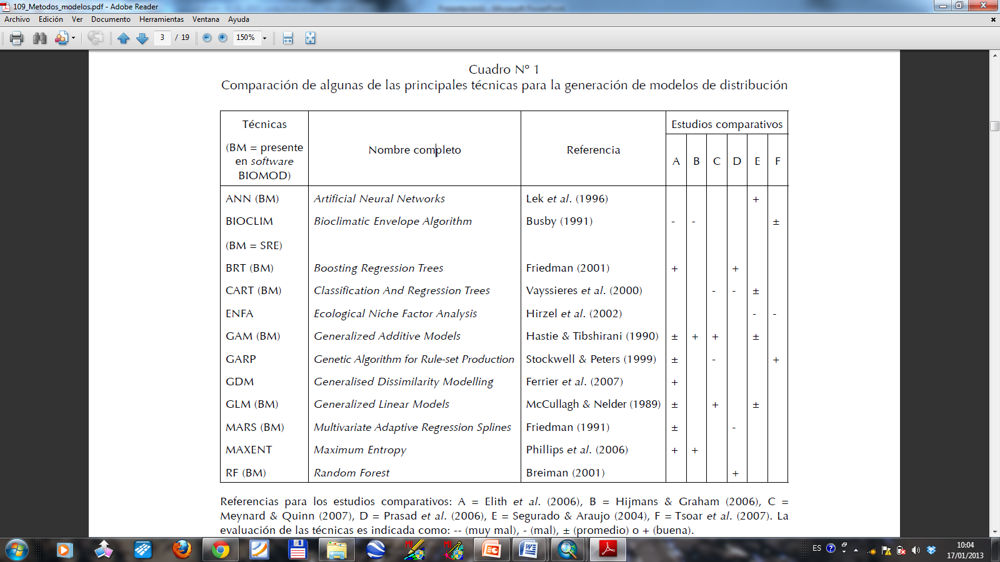 109_Metodos_modelos.pdf - Adobe Reader
Archivo Edición Ver Documento Herramientas Ventana Ayuda
3 / 19 150%
Cuadro Nº 1
Comparación de algunas de las principales técnicas para la generación de modelos de distribución
Técnicas
(BM = presente
en software
BIOMOD)
Nombre completo
Referencia
Estudios comparativos
A B C D E F
ANN (BM) Artificial Neural Networks Lek et al. (1996) +
BIOCLIM Bioclimatic Envelope Algorithm Busby (1991) - - ±
(BM = SRE)
BRT (BM) Boosting Regression Trees Friedman (2001) + +
CART (BM) Classification And Regression Trees Vayssieres et al. (2000) - - ±
ENFA Ecological Niche Factor Analysis Hirzel et al. (2002) - -
GAM (BM) Generalized Additive Models Hastie & Tibshirani (1990) ± + + ±
GARP Genetic Algorithm for Rule-set Production Stockwell & Peters (1999) ± - +
GDM Generalised Dissimilarity Modelling Ferrier et al. (2007) +
GLM (BM) Generalized Linear Models McCullagh & Nelder (1989) ± + ±
MARS (BM) Multivariate Adaptive Regression Splines Friedman (1991) ± -
MAXENT Maximum Entropy Phillips et al. (2006) + +
RF (BM) Random Forest Breiman (2001) +
Referencias para los estudios comparativos: A = Elith et al. (2006), B = Hijmans & Graham (2006), C =
Meynard & Quinn (2007), D = Prasad et al. (2006), E = Segurado & Araujo (2004), F = Tsoar et al. (2007). La
evaluación de las técnicas es indicada como: -- (muy mal), - (mal), ± (promedio) o + (buena).
ES
10:04
17/01/2013